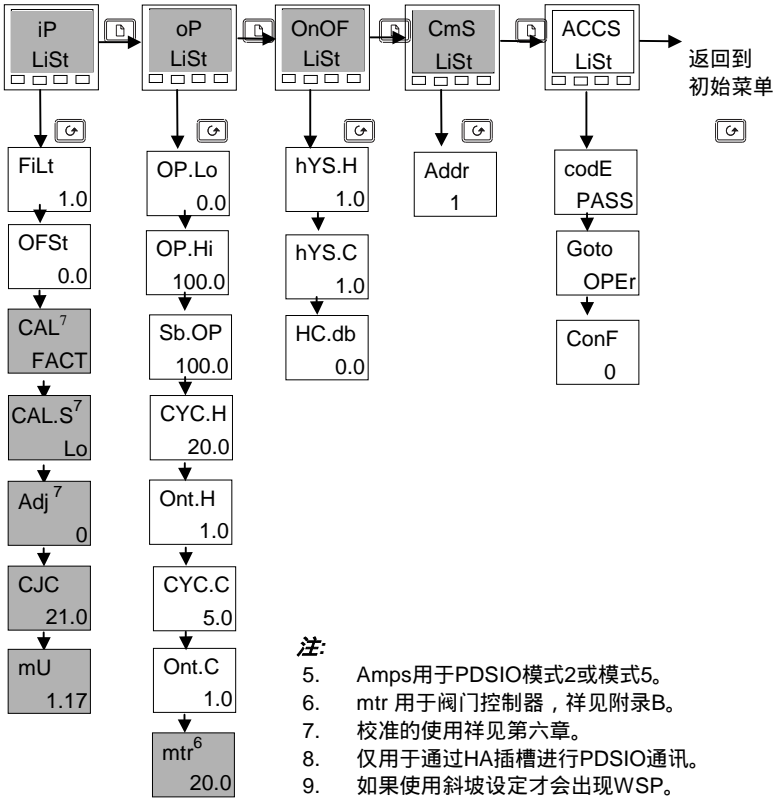 iP
LiSt
oP
LiSt
OnOF
LiSt
CmS
LiSt
ACCS
LiSt
返回到
初始菜单
FiLt
1.0
OFSt
0.0
CAL7
FACT
CAL.S7
Lo
Adj 7
0
CJC
21.0
mU
1.17
OP.Lo
0.0
OP.Hi
100.0
Sb.OP
100.0
CYC.H
20.0
Ont.H
1.0
CYC.C
5.0
Ont.C
1.0
mtr6
20.0
hYS.H
1.0
hYS.C
1.0
HC.db
0.0
Addr
1
codE
PASS
Goto
OPEr
ConF
0
注:
5. Amps用于PDSIO模式2或模式5。
6. mtr 用于阀门控制器，祥见附录B。
7. 校准的使用祥见第六章。
8. 仅用于通过HA插槽进行PDSIO通讯。
9. 如果使用斜坡设定才会出现WSP。